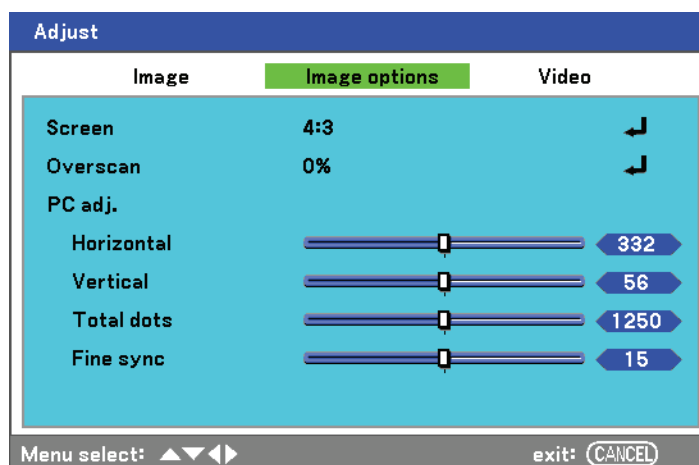 Adjust
Image Image options Video
Screen 4:3
Overscan 0%
PC adj.
Horizontal 332
Vertical 56
Total dots 1250
Fine sync 15
Menu select: exit: CANCEL